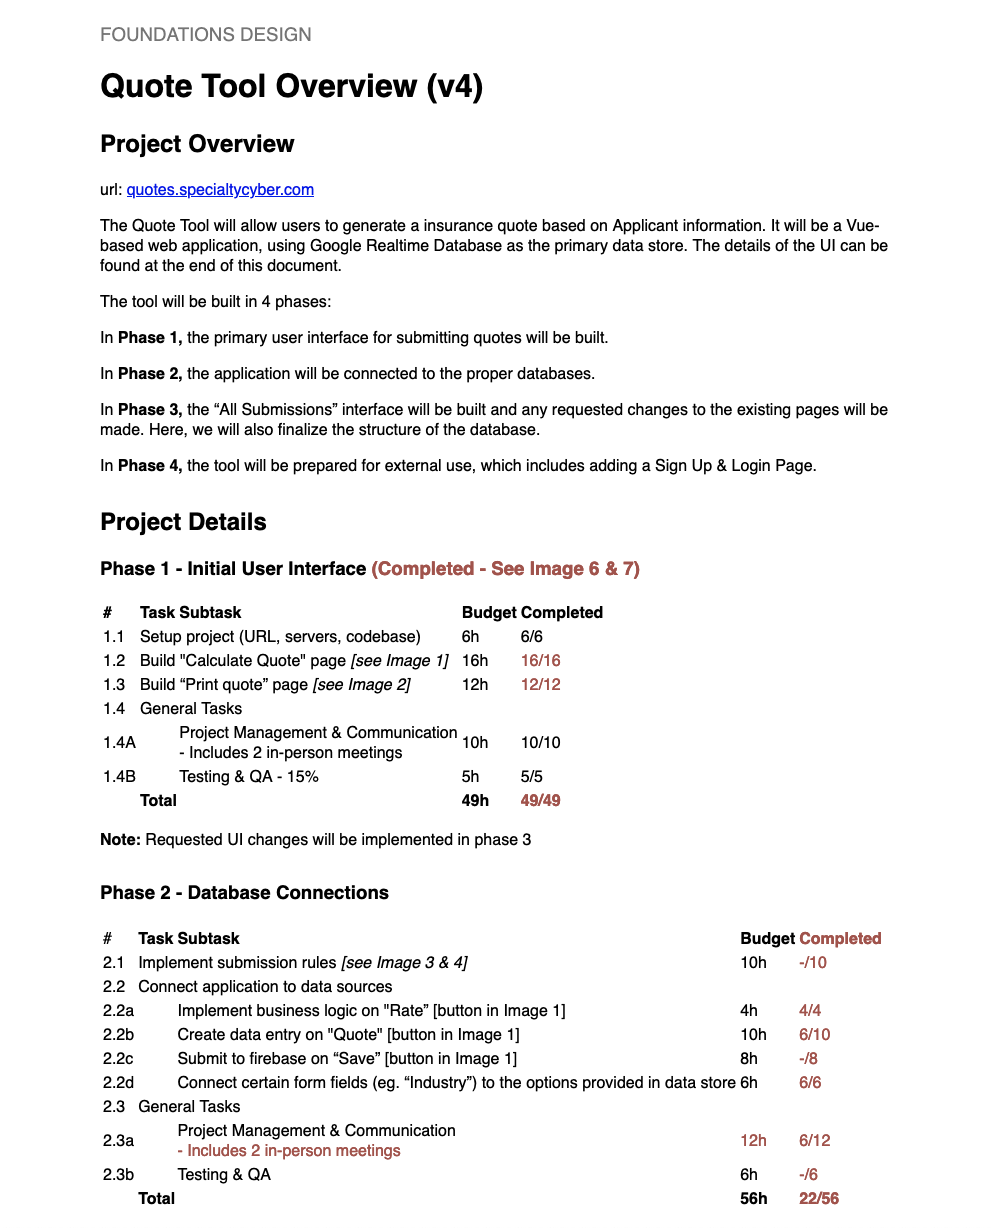 FOUNDATIONS DESIGN
Quote Tool Overview (v4)
Project Overview
url: quotes.specialtycyber.com
The Quote Tool will allow users to generate a insurance quote based on Applicant information. It will be a Vue-
based web application, using Google Realtime Database as the primary data store. The details of the UI can be
found at the end of this document.
The tool will be built in 4 phases:
In Phase 1, the primary user interface for submitting quotes will be built.
In Phase 2, the application will be connected to the proper databases.
In Phase 3, the “All Submissions” interface will be built and any requested changes to the existing pages will be
made. Here, we will also finalize the structure of the database.
In Phase 4, the tool will be prepared for external use, which includes adding a Sign Up & Login Page.
Project Details
Phase 1 - Initial User Interface (Completed - See Image 6 & 7)
# Task Subtask Budget Completed
1.1 Setup project (URL, servers, codebase) 6h 6/6
1.2 Build "Calculate Quote" page [see Image 1] 16h 16/16
1.3 Build “Print quote” page [see Image 2] 12h 12/12
1.4 General Tasks
1.4A Project Management & Communication 10h 10/10
- Includes 2 in-person meetings
1.4B Testing & QA - 15% 5h 5/5
Total 49h 49/49
Note: Requested UI changes will be implemented in phase 3
Phase 2 - Database Connections
# Task Subtask Budget Completed
2.1 Implement submission rules [see Image 3 & 4] 10h -/10
2.2 Connect application to data sources
2.2a Implement business logic on "Rate” [button in Image 1] 4h 4/4
2.2b Create data entry on "Quote" [button in Image 1] 10h 6/10
2.2c Submit to firebase on “Save” [button in Image 1] 8h -/8
2.2d Connect certain form fields (eg. “Industry”) to the options provided in data store 6h 6/6
2.3 General Tasks
2.3a Project Management & Communication 12h 6/12
- Includes 2 in-person meetings
2.3b Testing & QA 6h -/6
Total 56h 22/56